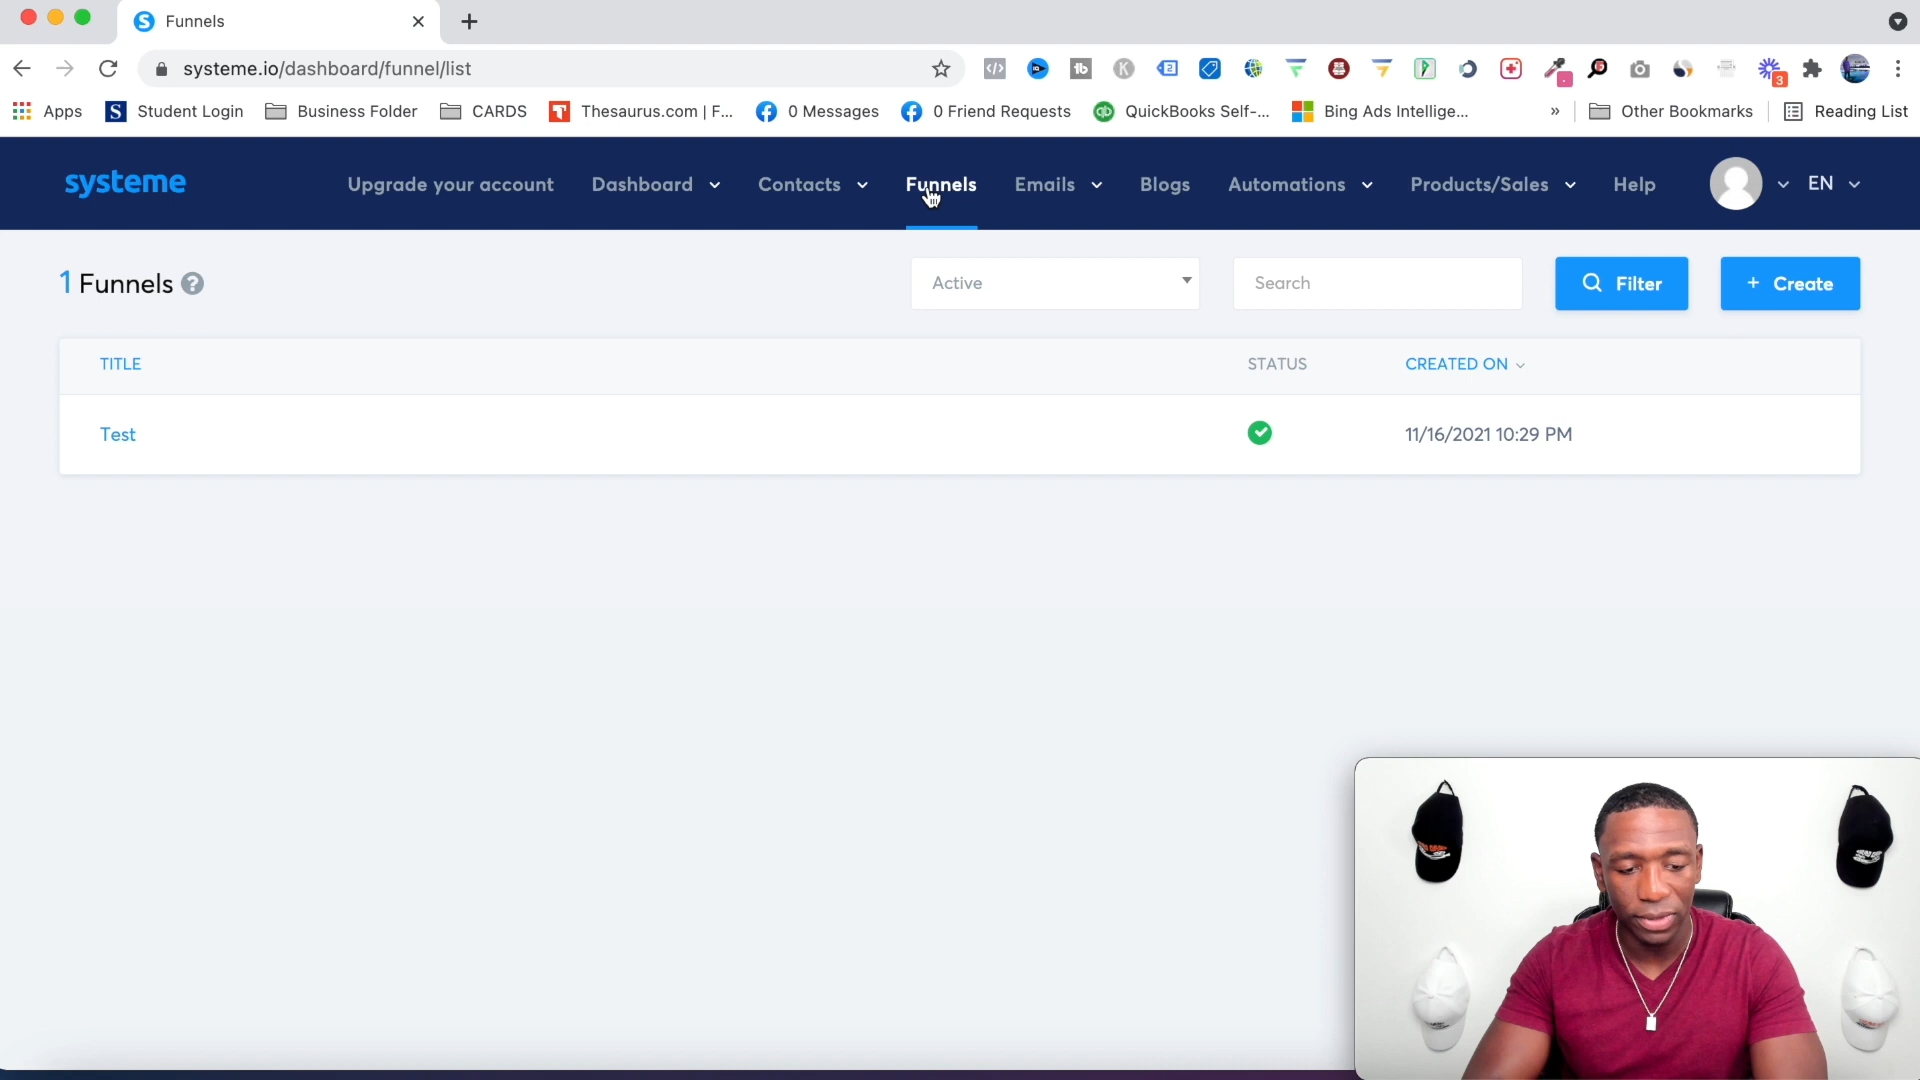 Funnels
systeme.io/dashboard/funnel/list
Apps Student Login Business Folder CARDS Thesaurus.com | F... 0 Messages 0 Friend Requests QuickBooks Self-... Bing Ads Intellige... » Other Bookmarks Reading List
systeme Upgrade your account Dashboard Contacts Funnels Emails Blogs Automations Products/Sales Help EN
1 Funnels ? Active Search Filter + Create
TITLE STATUS CREATED ON
Test 11/16/2021 10:29 PM